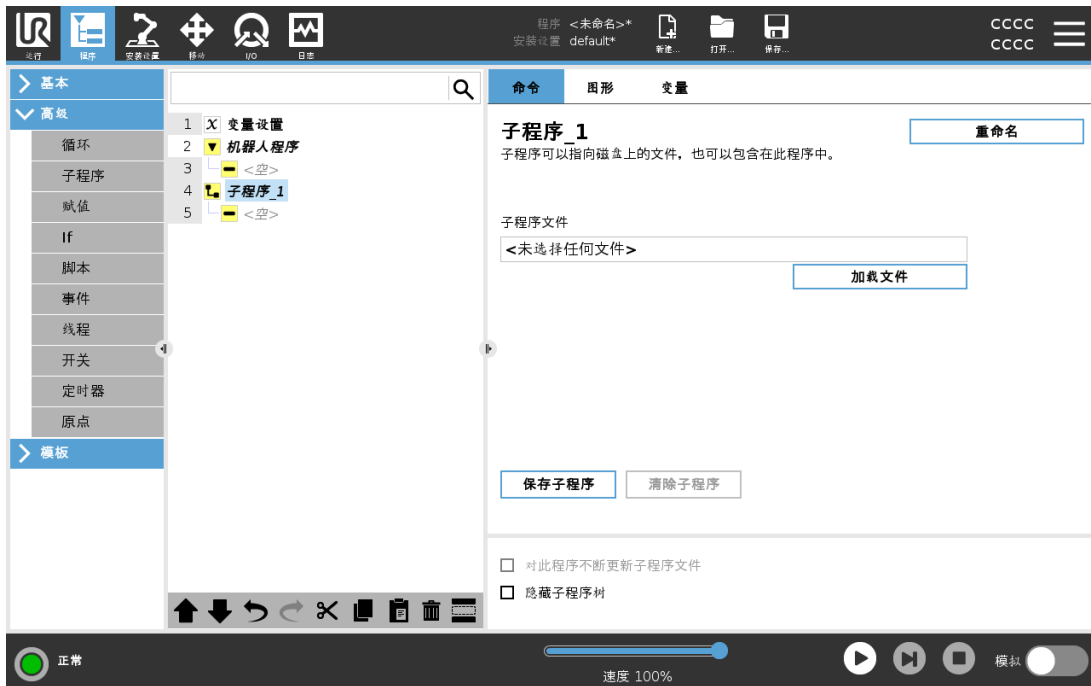 UR
运行
程序
安装设置
移动
I/O
日志
程序 <未命名>*
安装设置 default*
新建...
打开...
保存...
CCCC
CCCC
基本
高级
循环
子程序
赋值
If
脚本
事件
线程
开关
定时器
原点
模板
1 X 变量设置
2 机器人程序
3 <空>
4 子程序_1
5 <空>
命令 图形 变量
子程序_1
重命名
子程序可以指向磁盘上的文件，也可以包含在此程序中。
子程序文件
<未选择任何文件>
加载文件
保存子程序 清除子程序
对此程序不断更新子程序文件
隐藏子程序树
正常
速度 100%
模拟